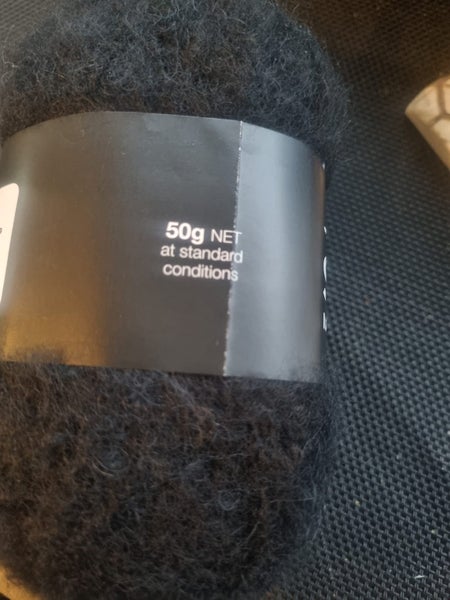 50g NET
at standard
conditions